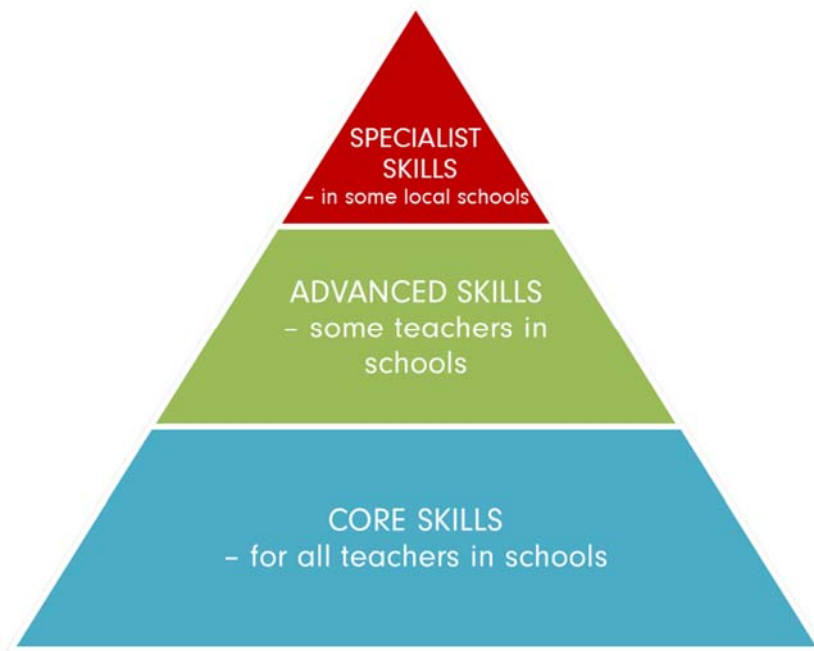 SPECIALIST
SKILLS
– in some local schools
ADVANCED SKILLS
– some teachers in
schools
CORE SKILLS
– for all teachers in schools